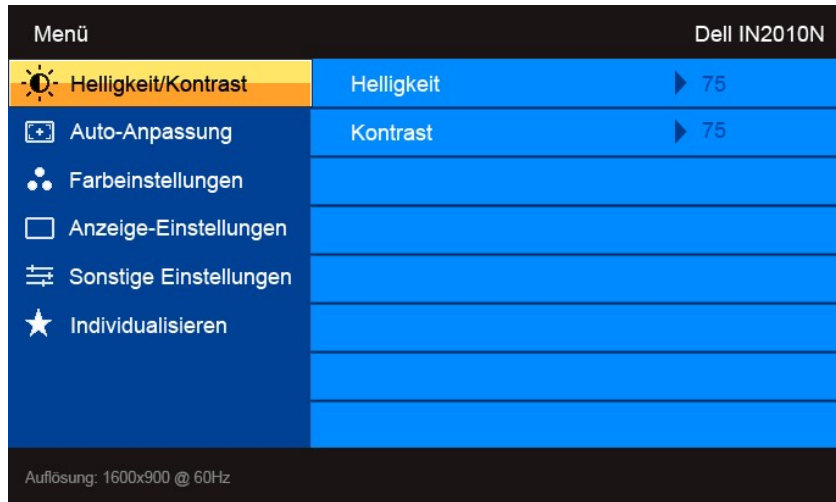 Menü Dell IN2010N
Helligkeit/Kontrast Helligkeit 75
Auto-Anpassung Kontrast 75
Farbeinstellungen
Anzeige-Einstellungen
Sonstige Einstellungen
Individualisieren
Auflösung: 1600x900 @ 60Hz